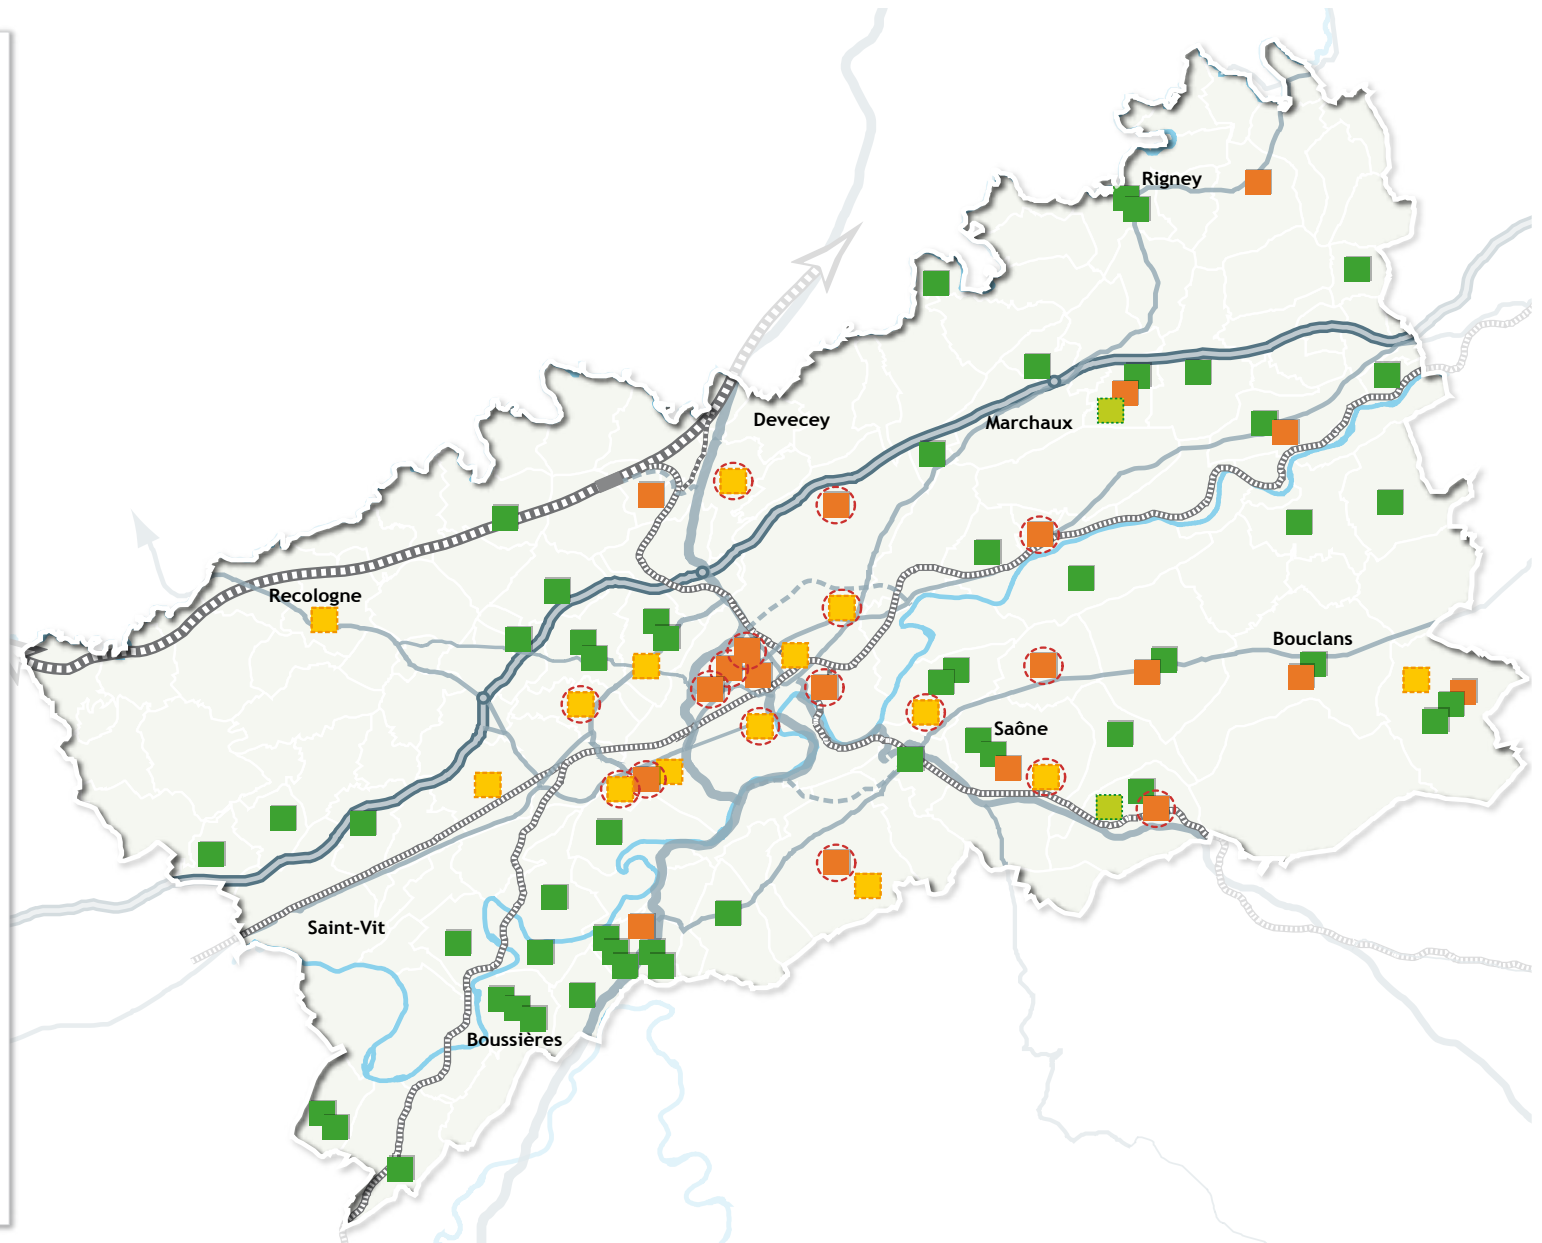 Rigney
Devecey
Marchaux
Recologne
Bouclans
Saône
Saint-Vit
Boussières